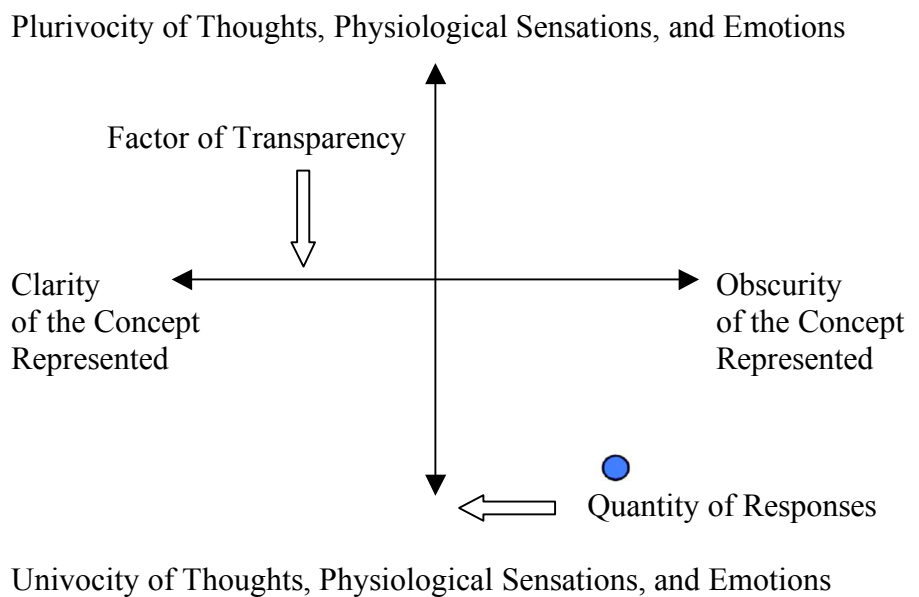 Plurivocity of Thoughts, Physiological Sensations, and Emotions
Factor of Transparency
Clarity
of the Concept
Represented
Obscurity
of the Concept
Represented
Quantity of Responses
Univocity of Thoughts, Physiological Sensations, and Emotions